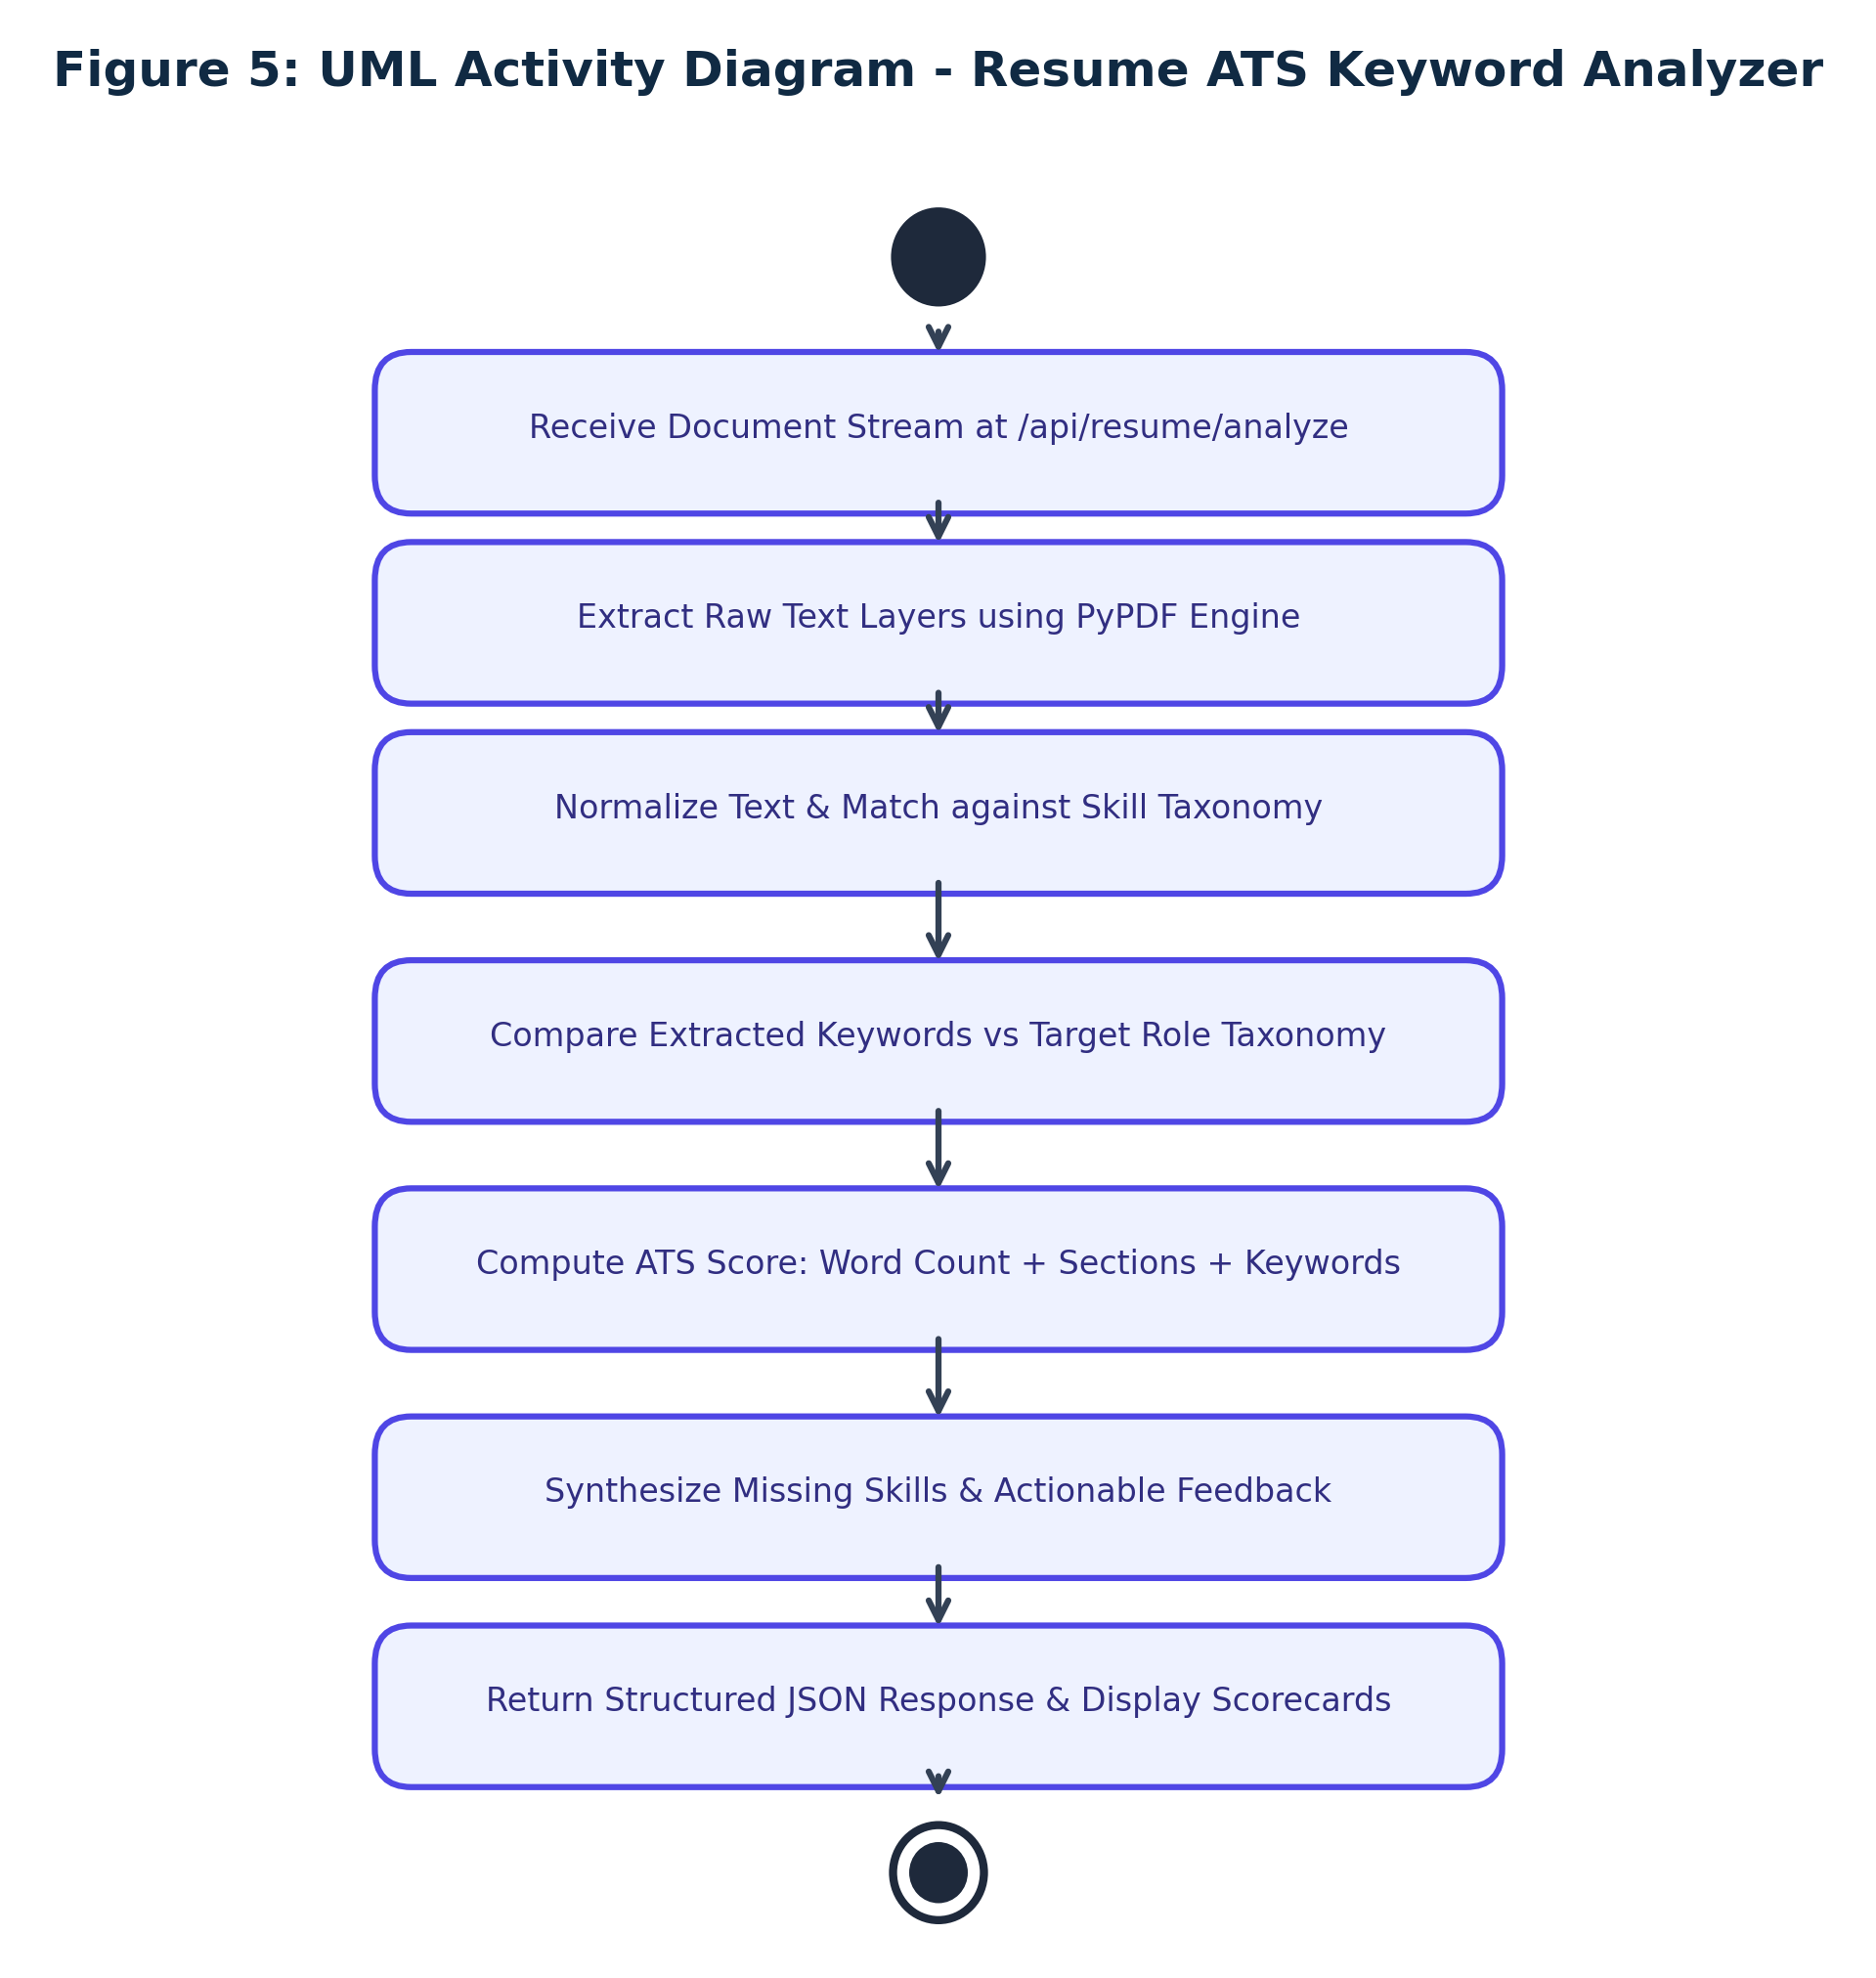 Figure 5: UML Activity Diagram - Resume ATS Keyword Analyzer
Receive Document Stream at /api/resume/analyze
Extract Raw Text Layers using PyPDF Engine
Normalize Text & Match against Skill Taxonomy
Compare Extracted Keywords vs Target Role Taxonomy
Compute ATS Score: Word Count + Sections + Keywords
Synthesize Missing Skills & Actionable Feedback
Return Structured JSON Response & Display Scorecards